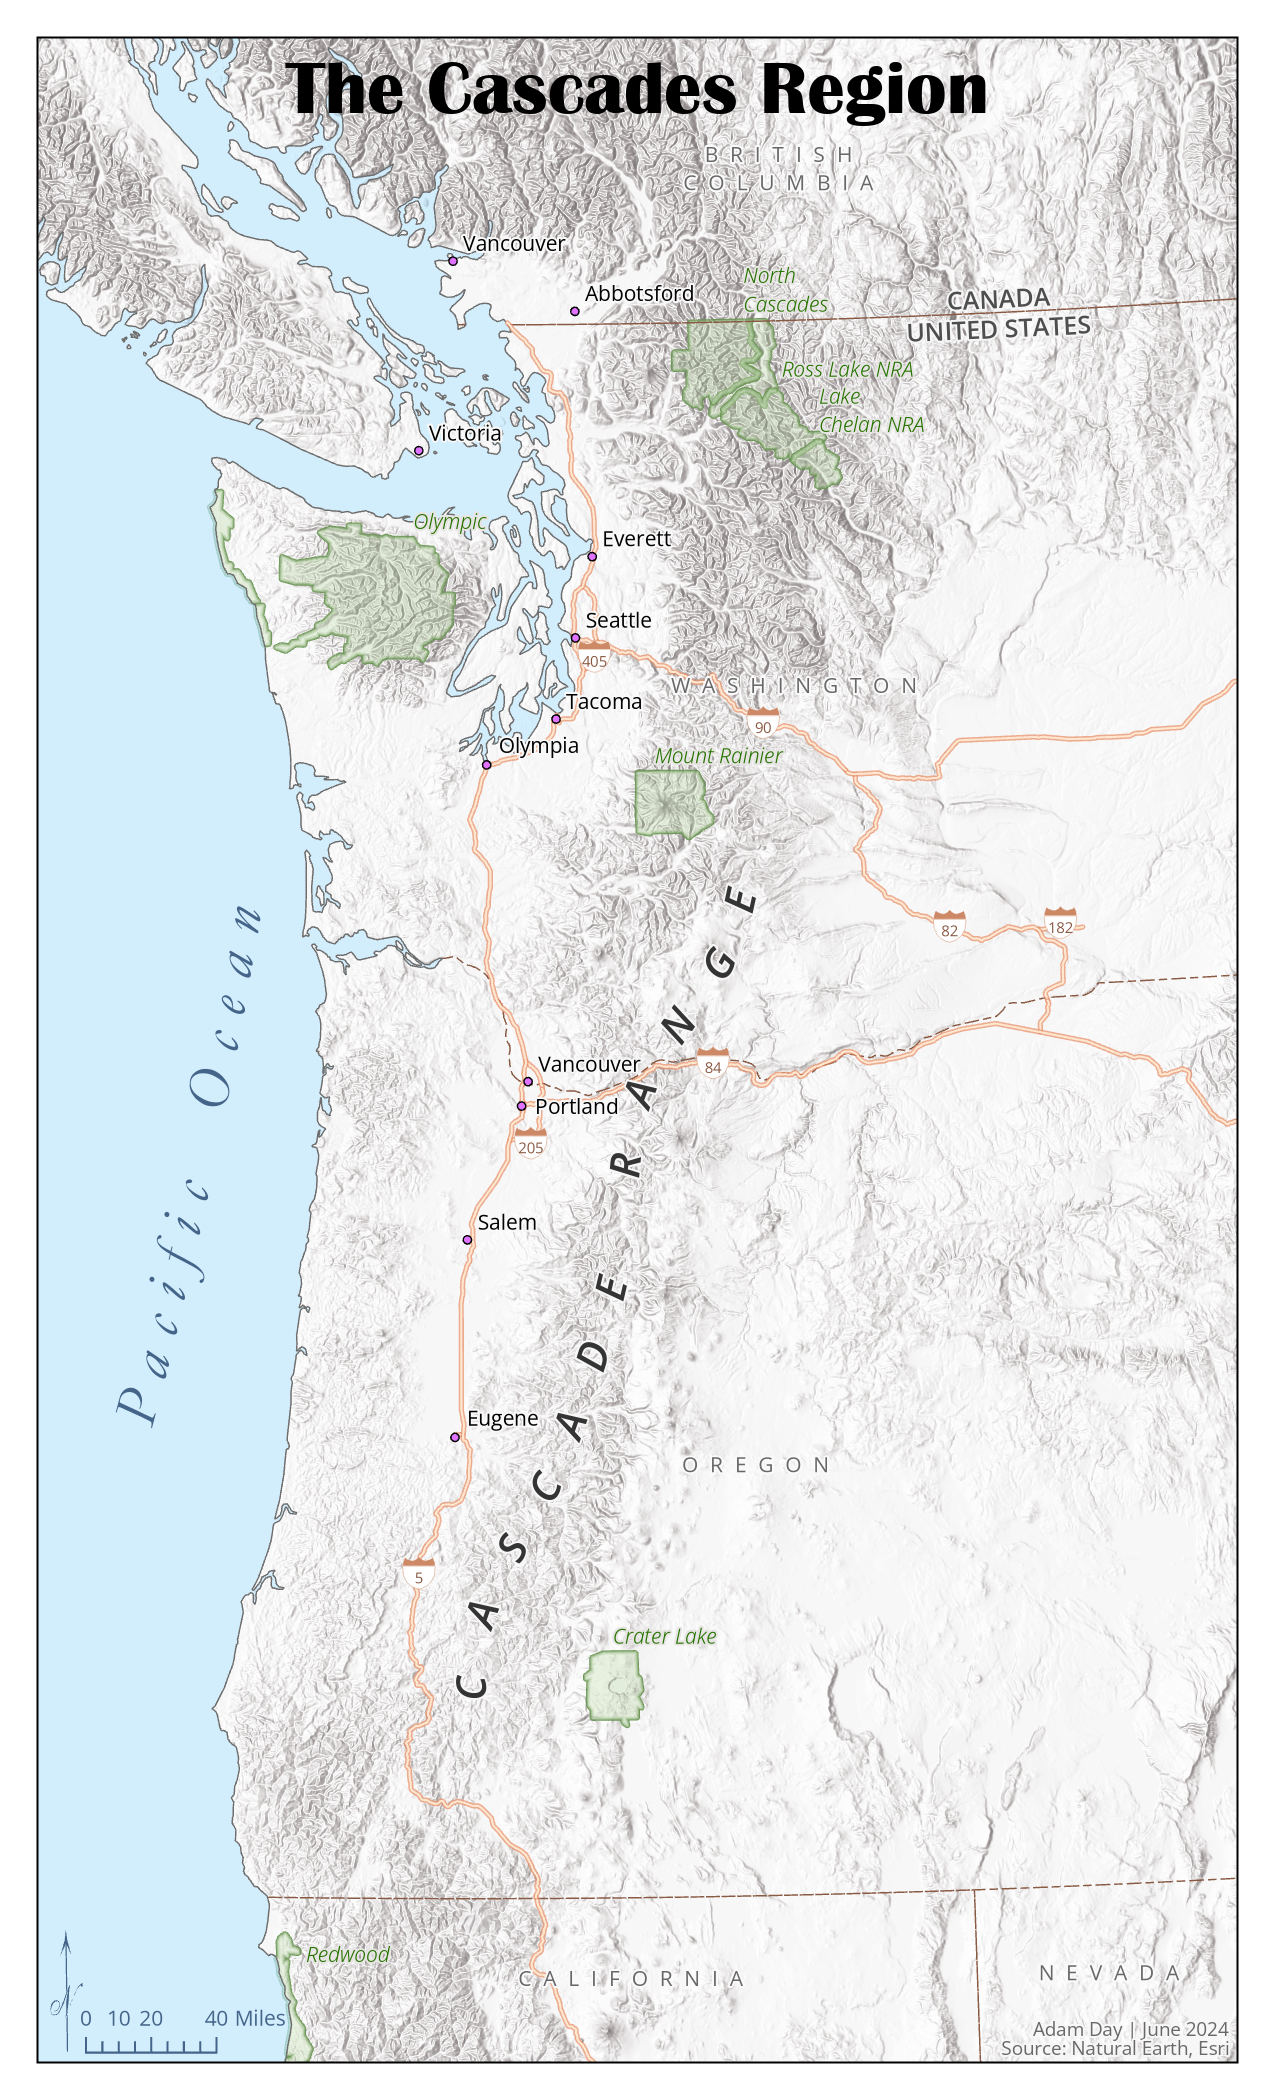 The Cascades Region
BRITISH
COLUMBIA
Vancouver
Abbotsford
North
Cascades
CANADA
UNITED STATES
Ross Lake NRA
Lake
Chelan NRA
Victoria
Olympic
Everett
Seattle
405
WASHINGTON
Tacoma
90
Olympia
Mount Rainier
82
182
Pacific Ocean
CASCADE RANGE
Vancouver
84
Portland
205
Salem
Eugene
OREGON
5
Crater Lake
Redwood
CALIFORNIA
NEVADA
N
0 10 20 40 Miles
Adam Day | June 2024
Source: Natural Earth, Esri